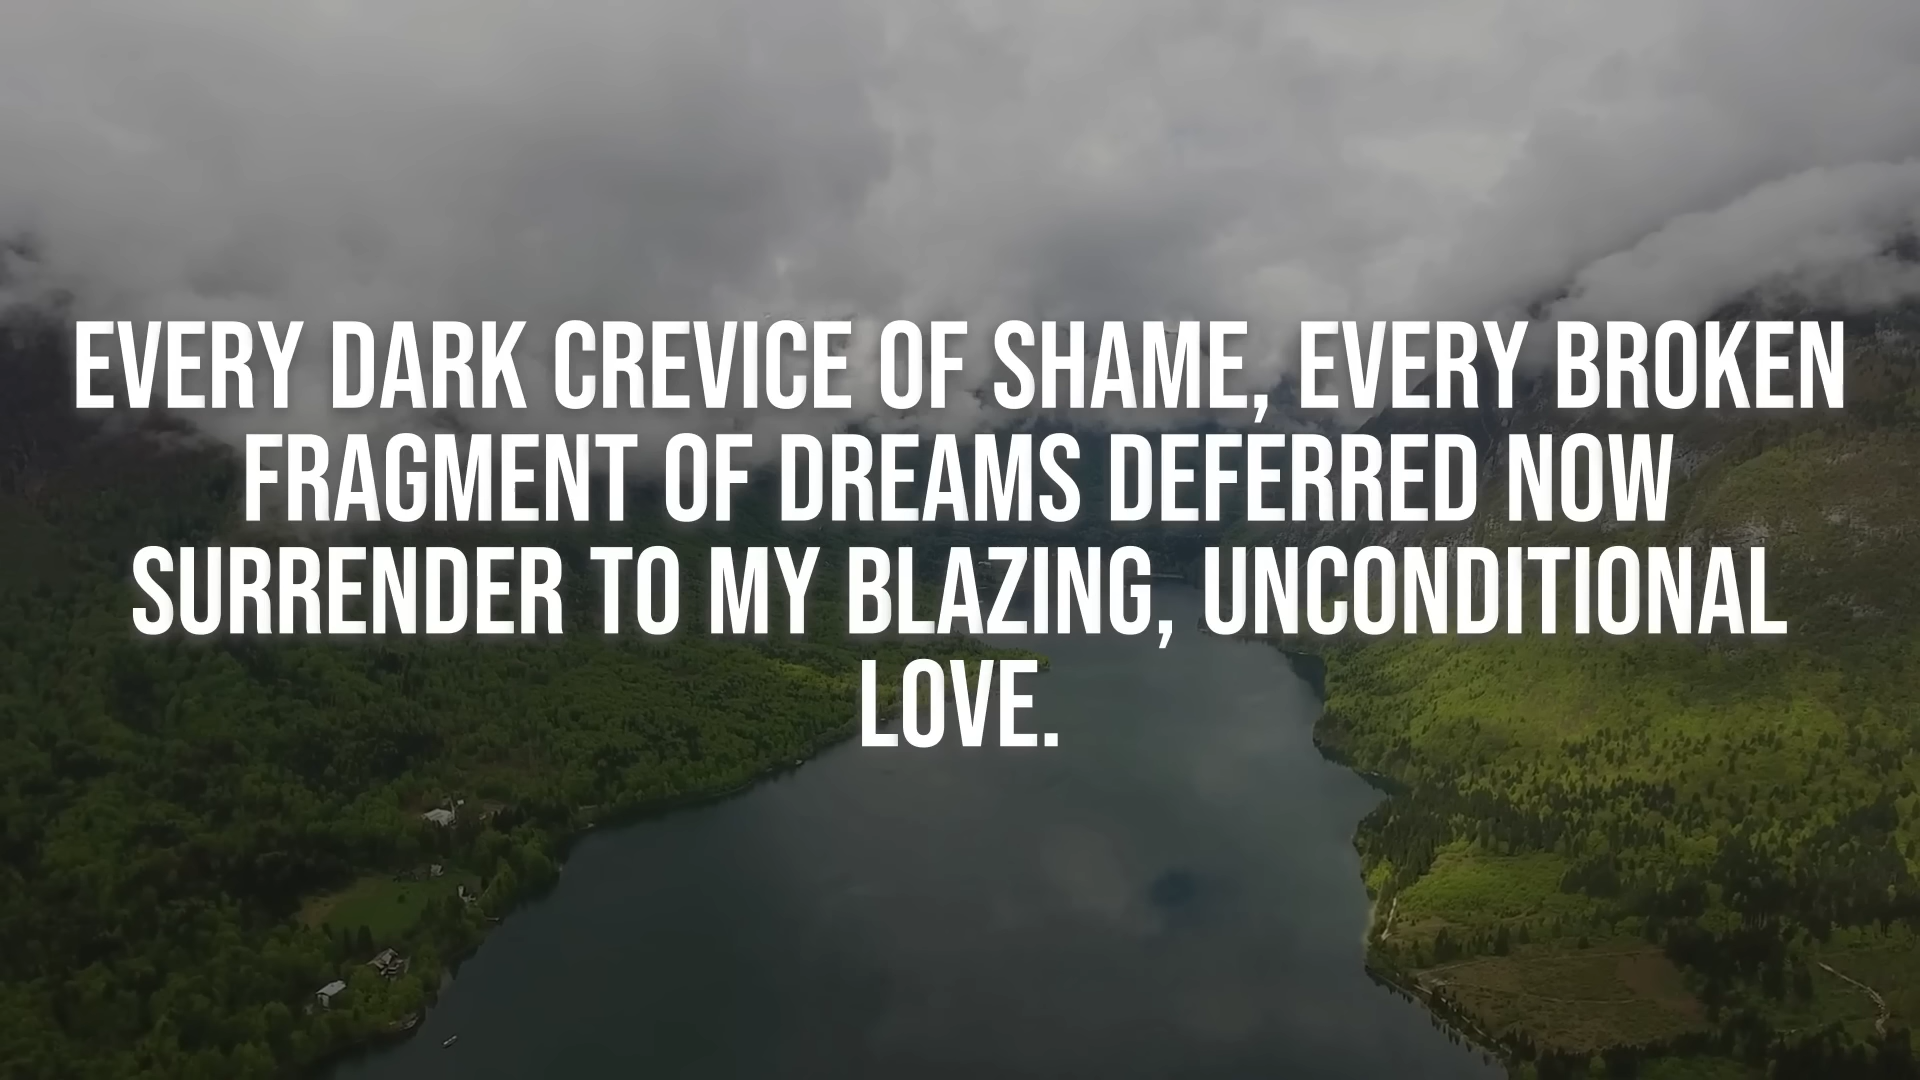 EVERY DARK CREVICE OF SHAME, EVERY BROKEN
FRAGMENT OF DREAMS DEFERRED NOW
SURRENDER TO MY BLAZING, UNCONDITIONAL
LOVE.